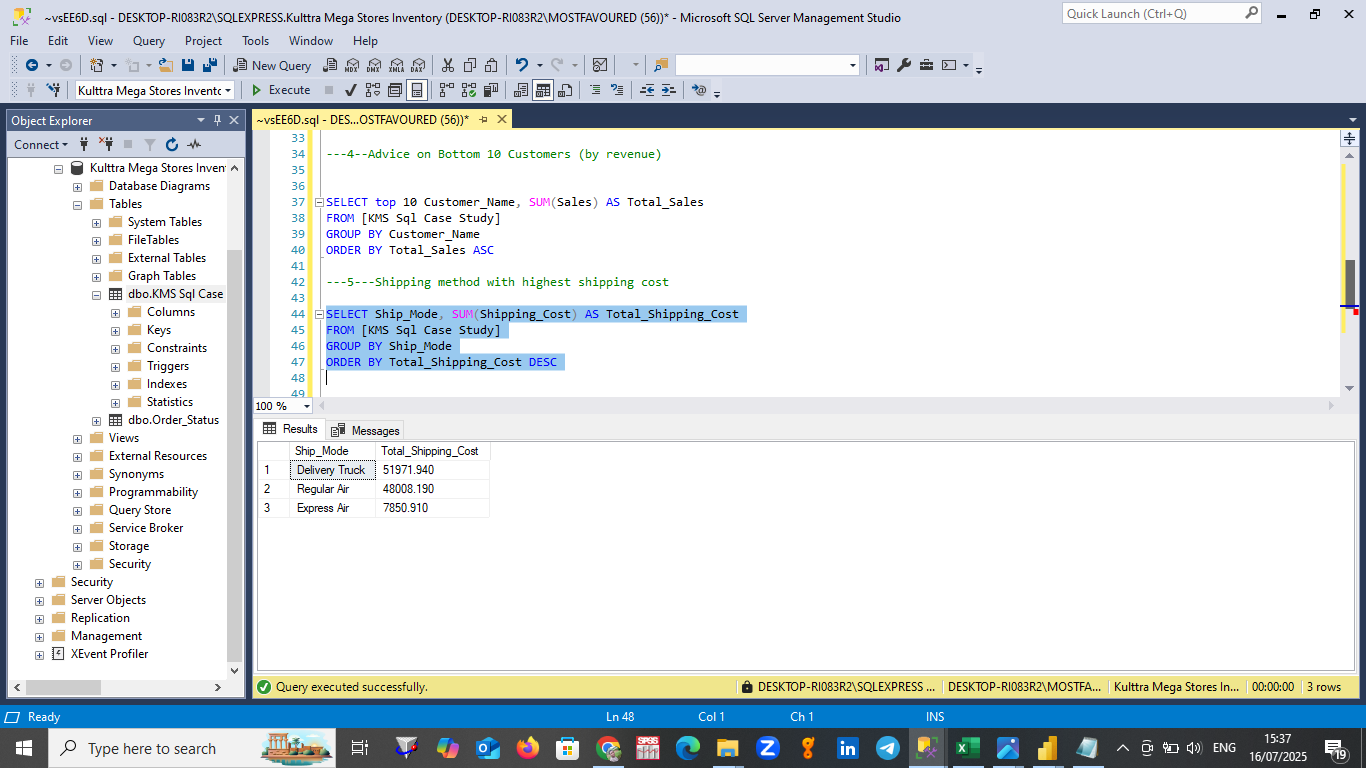 ~vsEE6D.sql - DESKTOP-RI083R2\SQLEXPRESS.Kulttra Mega Stores Inventory (DESKTOP-RI083R2\MOSTFAVOURED (56))* - Microsoft SQL Server Management Studio
Quick Launch (Ctrl+Q)
File Edit View Query Project Tools Window Help
New Query MDX DMX XMLA DAX
Kulttra Mega Stores Invento Execute
Object Explorer
Connect
Kulttra Mega Stores Inven
Database Diagrams
Tables
System Tables
FileTables
External Tables
Graph Tables
dbo.KMS Sql Case
Columns
Keys
Constraints
Triggers
Indexes
Statistics
dbo.Order_Status
Views
External Resources
Synonyms
Programmability
Query Store
Service Broker
Storage
Security
Security
Server Objects
Replication
Management
XEvent Profiler
~vsEE6D.sql - DES...OSTFAVOURED (56))*
33
34 ---4--Advice on Bottom 10 Customers (by revenue)
35
36
37 SELECT top 10 Customer_Name, SUM(Sales) AS Total_Sales
38 FROM [KMS Sql Case Study]
39 GROUP BY Customer_Name
40 ORDER BY Total_Sales ASC
41
42 ---5---Shipping method with highest shipping cost
43
44 SELECT Ship_Mode, SUM(Shipping_Cost) AS Total_Shipping_Cost
45 FROM [KMS Sql Case Study]
46 GROUP BY Ship_Mode
47 ORDER BY Total_Shipping_Cost DESC
48
49
100 %
Results Messages
Ship_Mode Total_Shipping_Cost
1 Delivery Truck 51971.940
2 Regular Air 48008.190
3 Express Air 7850.910
Query executed successfully. DESKTOP-RI083R2\SQLEXPRESS ... DESKTOP-RI083R2\MOSTFA... Kulttra Mega Stores In... 00:00:00 3 rows
Ready Ln 48 Col 1 Ch 1 INS
Type here to search
SPGS
ENG
15:37
16/07/2025
19